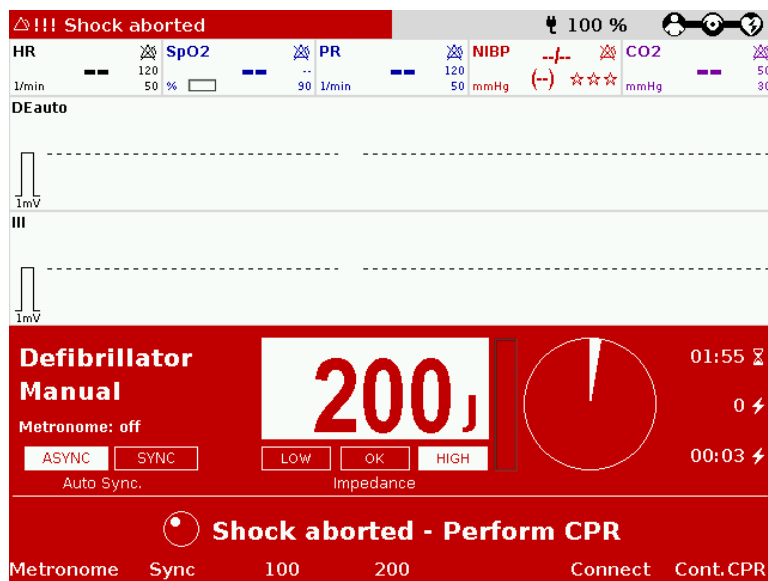 !!! Shock aborted
100 %
HR
120
--
1/min
50
SpO2
--
--
%
90
PR
120
--
1/min
50
NIBP
--/--
(--)
mmHg
CO2
50
--
mmHg
30
DEauto
1mV
III
1mV
Defibrillator
Manual
Metronome: off
ASYNC SYNC
Auto Sync.
200J
LOW OK HIGH
Impedance
01:55
0
00:03
Shock aborted - Perform CPR
Metronome Sync 100 200 Connect Cont.CPR